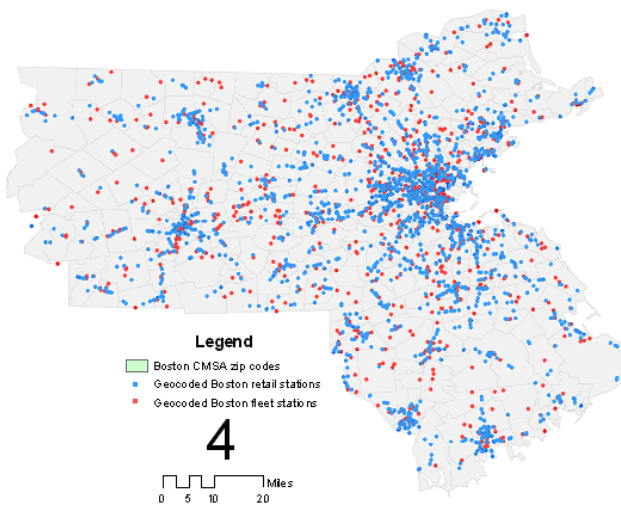 Legend
Boston CMSA zip codes
Geocoded Boston retail stations
Geocoded Boston fleet stations
4
Miles
0 5 10 20